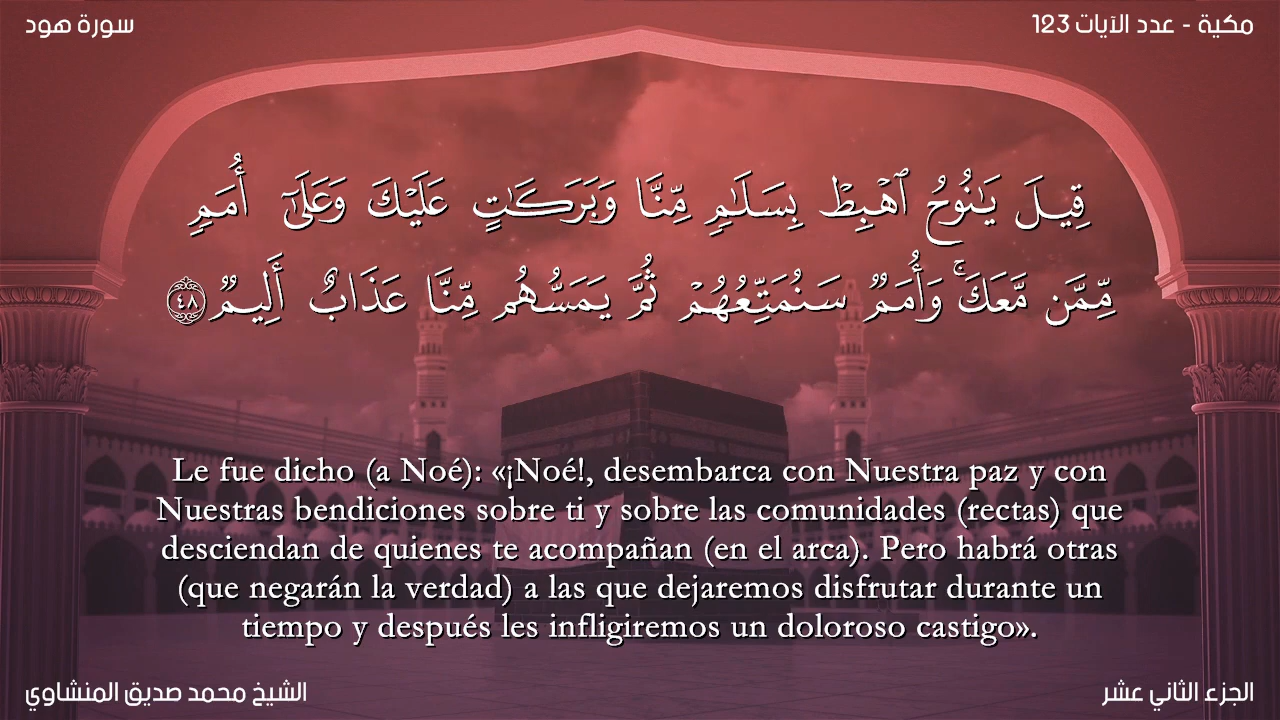 سورة هود
مكية - عدد الآيات 123
قِيلَ يَـٰنُوحُ ٱهْبِطْ بِسَلَـٰمٍ مِّنَّا وَبَرَكَـٰتٍ عَلَيْكَ وَعَلَىٰٓ أُمَمٍ
مِّمَّن مَّعَكَ ۚ وَأُمَمٌ سَنُمَتِّعُهُمْ ثُمَّ يَمَسُّهُم مِّنَّا عَذَابٌ أَلِيمٌ ٤٨
Le fue dicho (a Noé): «¡Noé!, desembarca con Nuestra paz y con
Nuestras bendiciones sobre ti y sobre las comunidades (rectas) que
desciendan de quienes te acompañan (en el arca). Pero habrá otras
(que negarán la verdad) a las que dejaremos disfrutar durante un
tiempo y después les infligiremos un doloroso castigo».
الشيخ محمد صديق المنشاوي
الجزء الثاني عشر